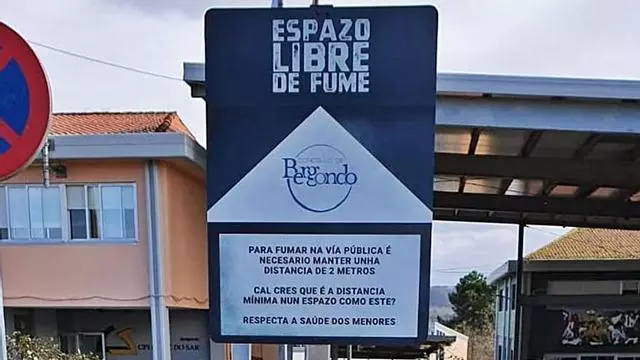 ESPAZO
LIBRE
DE FUME
CONCELLO DE
Bergondo
PARA FUMAR NA VÍA PÚBLICA É
NECESARIO MANTER UNHA
DISTANCIA DE 2 METROS
CAL CRES QUE É A DISTANCIA
MÍNIMA NUN ESPAZO COMO ESTE?
RESPECTA A SAÚDE DOS MENORES